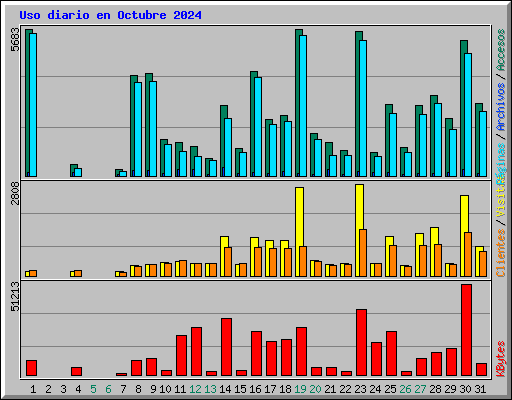 Uso diario en Octubre 2024
5683
2808
51213
Accesos / Archivos / Páginas
Visitas / Clientes
KBytes
1 2 3 4 5 6 7 8 9 10 11 12 13 14 15 16 17 18 19 20 21 22 23 24 25 26 27 28 29 30 31